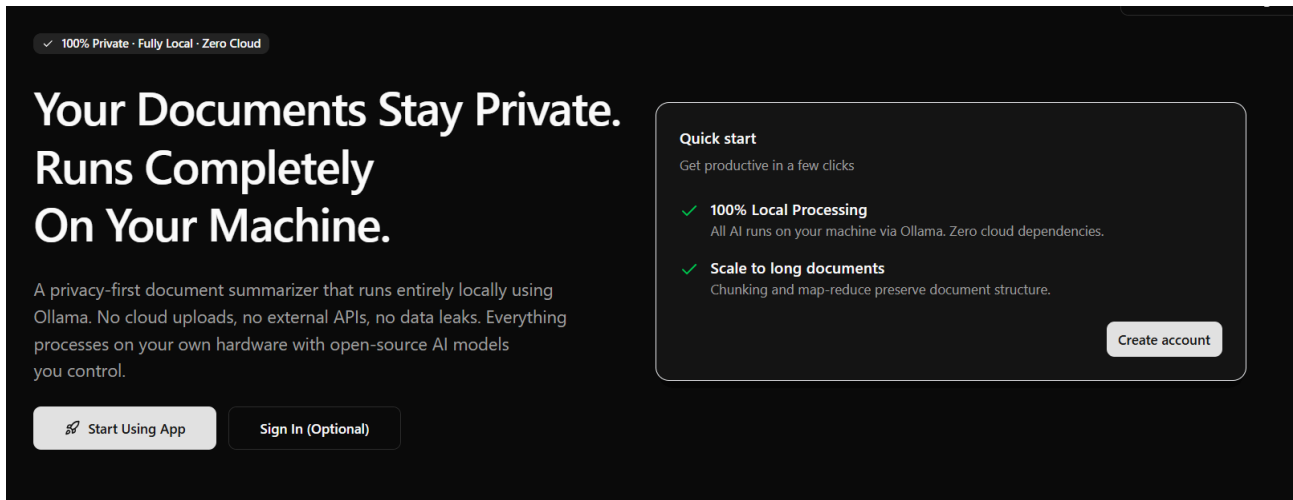 100% Private · Fully Local · Zero Cloud
Your Documents Stay Private.
Runs Completely
On Your Machine.
A privacy-first document summarizer that runs entirely locally using
Ollama. No cloud uploads, no external APIs, no data leaks. Everything
processes on your own hardware with open-source AI models
you control.
Start Using App
Sign In (Optional)
Quick start
Get productive in a few clicks
100% Local Processing
All AI runs on your machine via Ollama. Zero cloud dependencies.
Scale to long documents
Chunking and map-reduce preserve document structure.
Create account